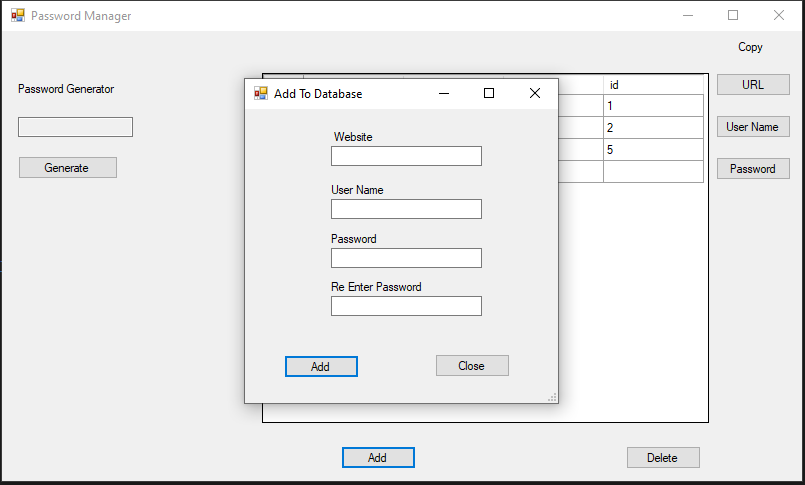 Password Manager
Copy
Password Generator
Generate
id
1
2
5
URL
User Name
Password
Add To Database
Website
User Name
Password
Re Enter Password
Add
Close
Add
Delete